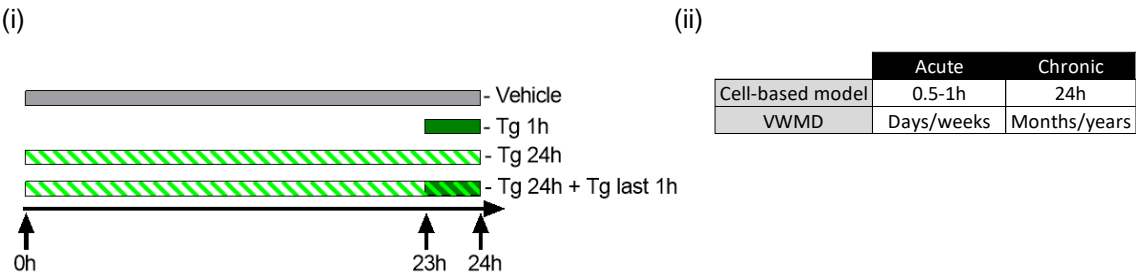 (i)
- Vehicle
- Tg 1h
- Tg 24h
- Tg 24h + Tg last 1h
0h 23h 24h
(ii)
Acute Chronic
Cell-based model 0.5-1h 24h
VWMD Days/weeks Months/years